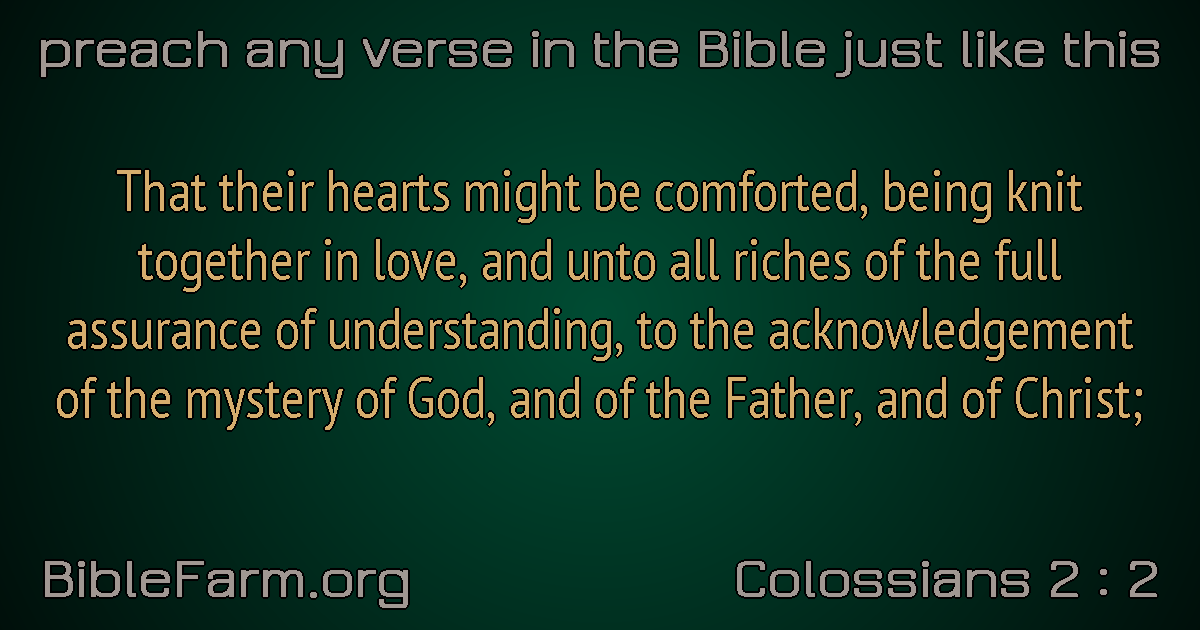 preach any verse in the Bible just like this
That their hearts might be comforted, being knit
together in love, and unto all riches of the full
assurance of understanding, to the acknowledgement
of the mystery of God, and of the Father, and of Christ;
BibleFarm.org
Colossians 2 : 2